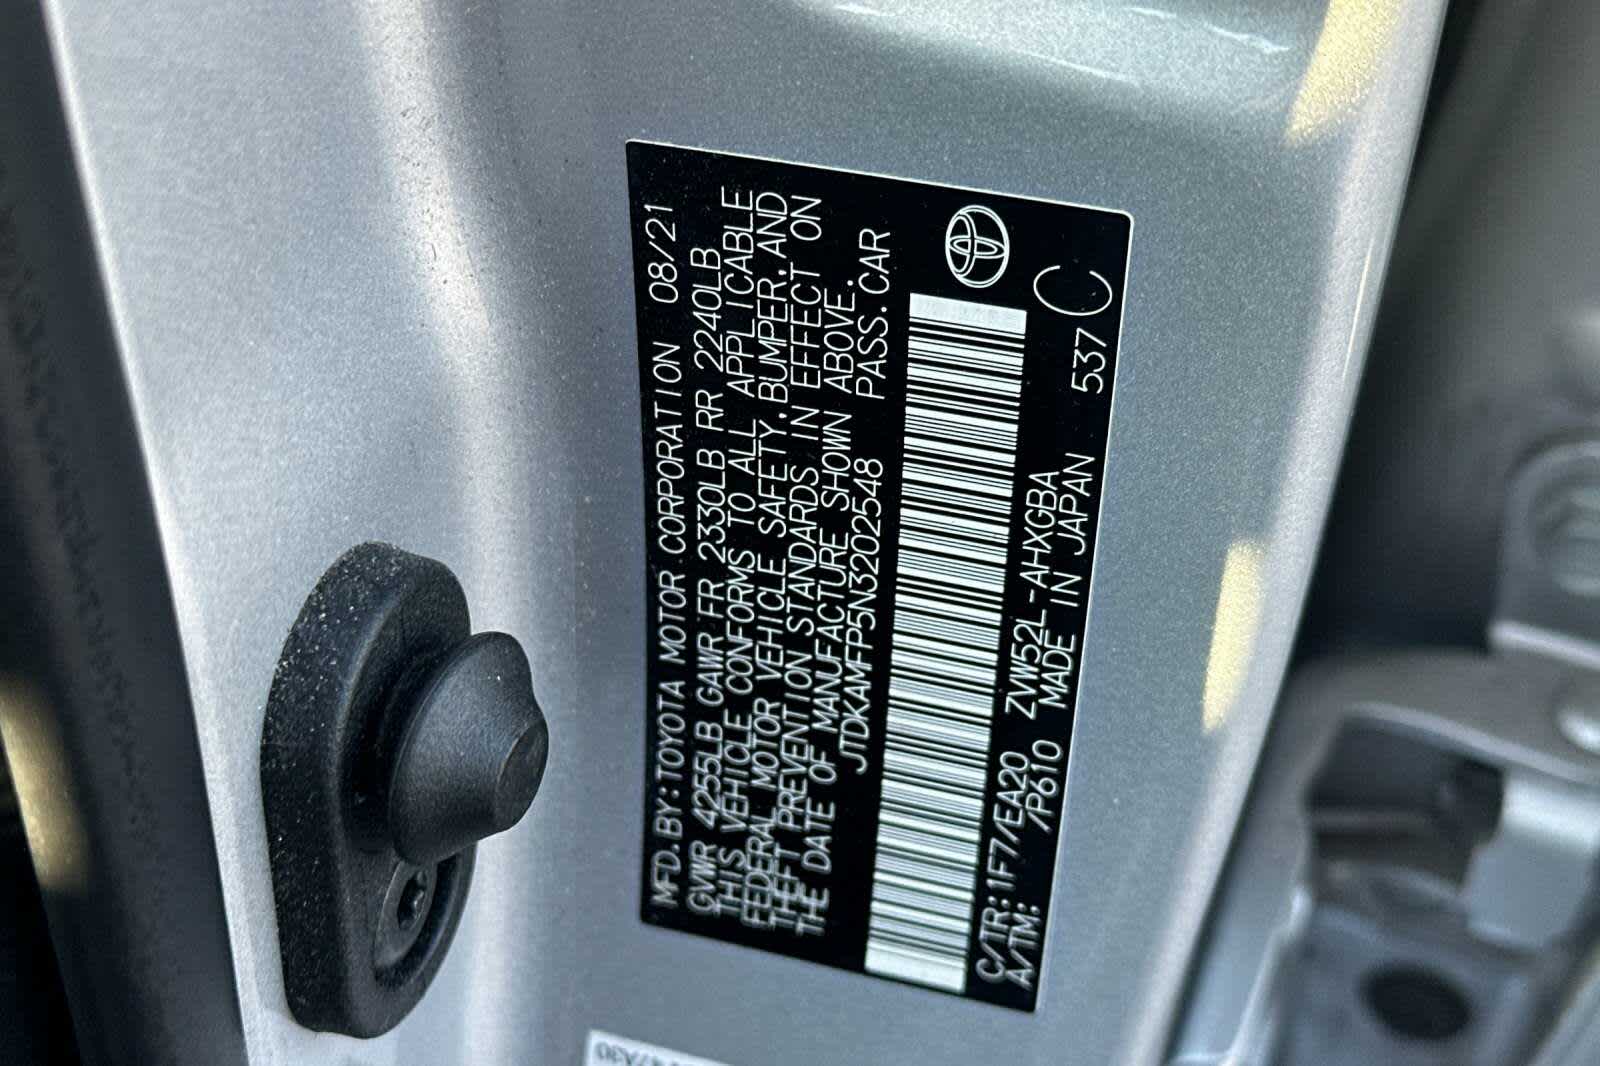 MFD.BY:TOYOTA MOTOR CORPORATION 08/21
GVWR 4255LB GAWR FR 2330LB RR 2240LB
THIS VEHICLE CONFORMS TO ALL APPLICABLE
FEDERAL MOTOR VEHICLE SAFETY,BUMPER,AND
THEFT PREVENTION STANDARDS IN EFFECT ON
THE DATE OF MANUFACTURE SHOWN ABOVE.
JTDKAMFP5N3202548 PASS.CAR
C/TR:1F7/EA20 ZVW52L-AHXGBA
A/TM: /P610 MADE IN JAPAN 537 C